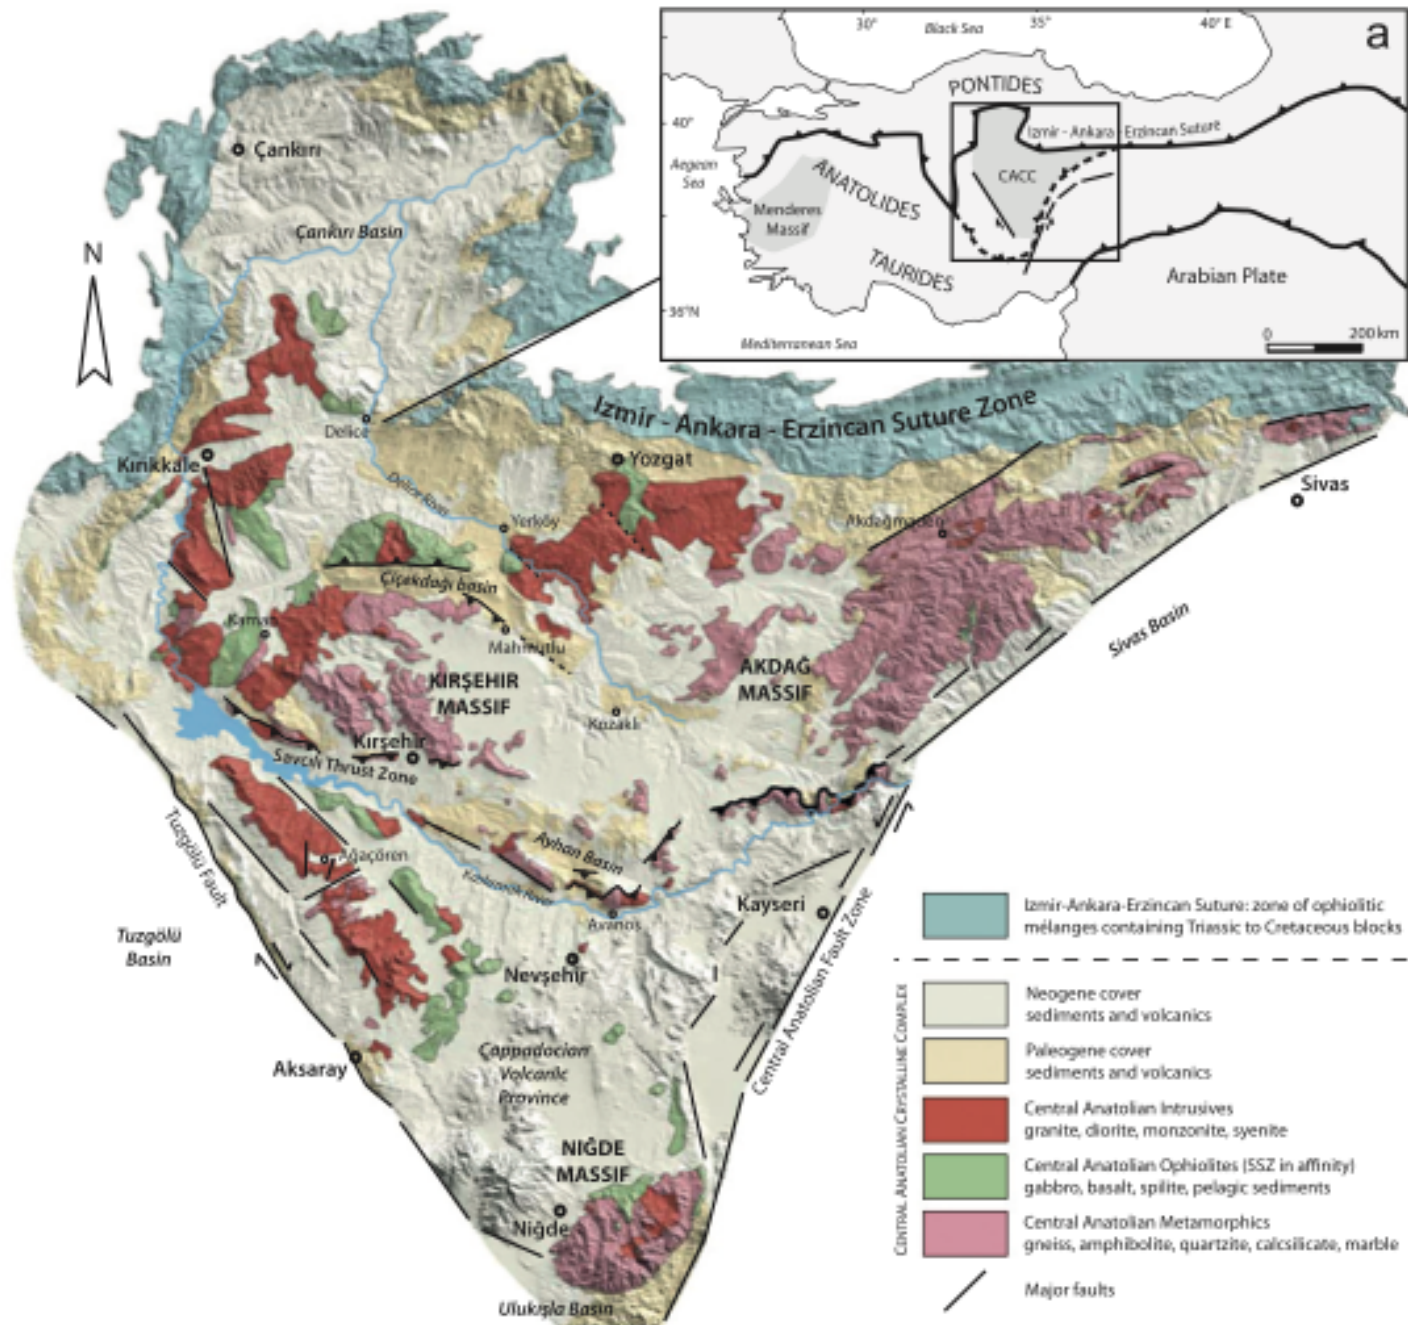 a
30°
35°
40° E
Black Sea
PONTIDES
40°
Izmir - Ankara - Erzincan Suture
Aegean
Sea
ANATOLIDES
CACC
Menderes
Massif
TAURIDES
Arabian Plate
36°N
0 200 km
Mediterranean Sea
Çankırı
Çankırı Basin
N
Delice
Izmir - Ankara - Erzincan Suture Zone
Kırıkkale
Yozgat
Delice River
Sivas
Yerköy
Akdağmadeni
Çiçekdağı basin
Kaman
Mahmutlu
Sivas Basin
KIRŞEHIR
MASSIF
AKDAĞ
MASSIF
Kozaklı
Kırşehir
Savcılı Thrust Zone
Tuzgölü Fault
Ağaçören
Ayhan Basin
Kızılırmak River
Avanos
Kayseri
Tuzgölü
Basin
Nevşehir
Central Anatolian Fault Zone
Aksaray
Cappadocian
Volcanic
Province
NIĞDE
MASSIF
Niğde
Ulukışla Basin
Izmir-Ankara-Erzincan Suture: zone of ophiolitic
mélanges containing Triassic to Cretaceous blocks
CENTRAL ANATOLIAN CRYSTALLINE COMPLEX
Neogene cover
sediments and volcanics
Paleogene cover
sediments and volcanics
Central Anatolian Intrusives
granite, diorite, monzonite, syenite
Central Anatolian Ophiolites (SSZ in affinity)
gabbro, basalt, spilite, pelagic sediments
Central Anatolian Metamorphics
gneiss, amphibolite, quartzite, calcsilicate, marble
Major faults